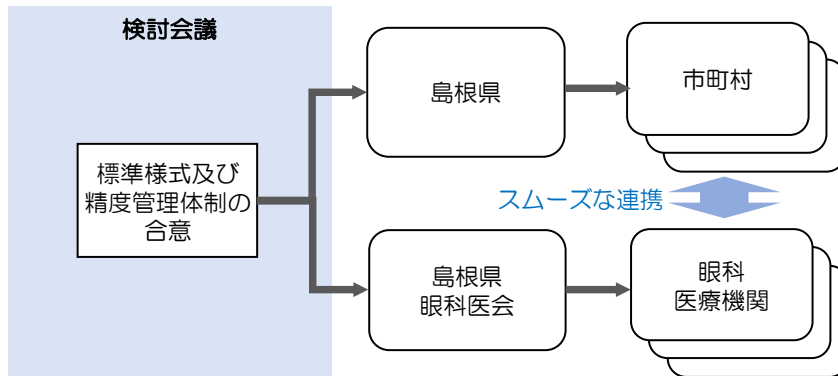 検討会議
標準様式及び
精度管理体制の
合意
島根県
市町村
スムーズな連携
島根県
眼科医会
眼科
医療機関